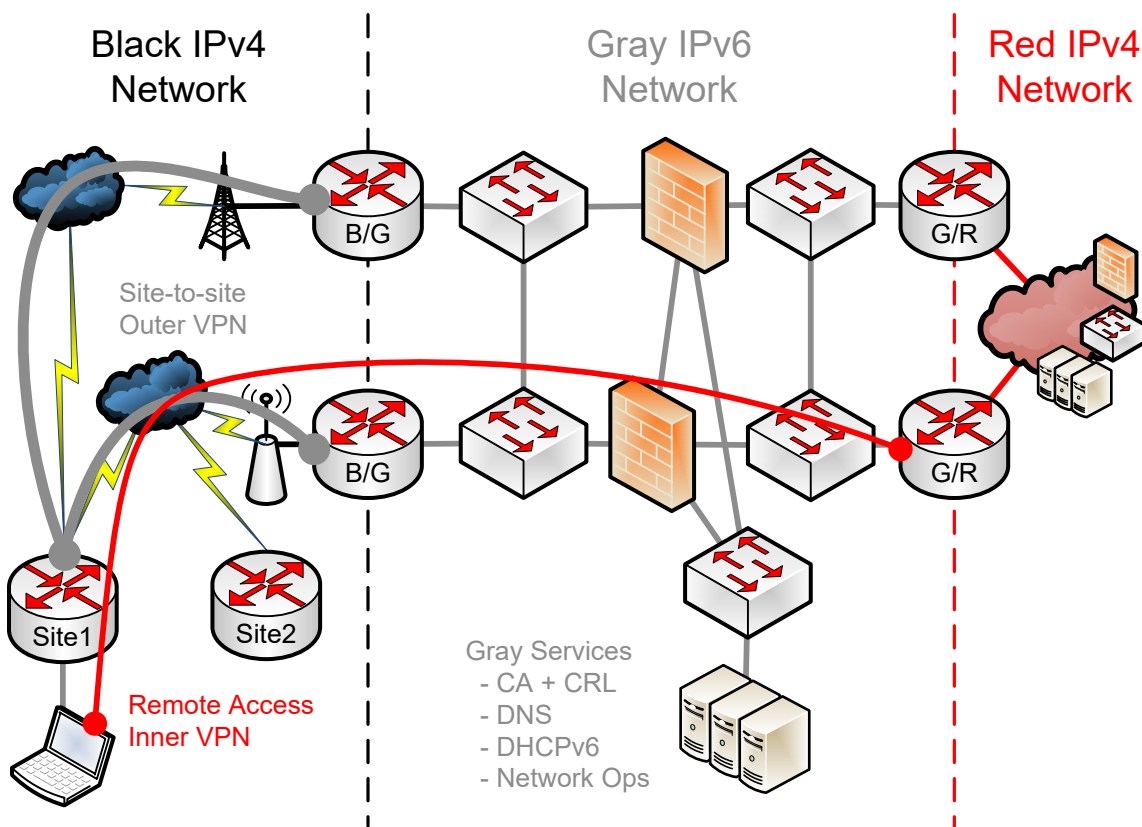 Black IPv4
Network
Gray IPv6
Network
Red IPv4
Network
B/G
G/R
Site-to-site
Outer VPN
B/G
G/R
Site1
Site2
Remote Access
Inner VPN
Gray Services
- CA + CRL
- DNS
- DHCPv6
- Network Ops